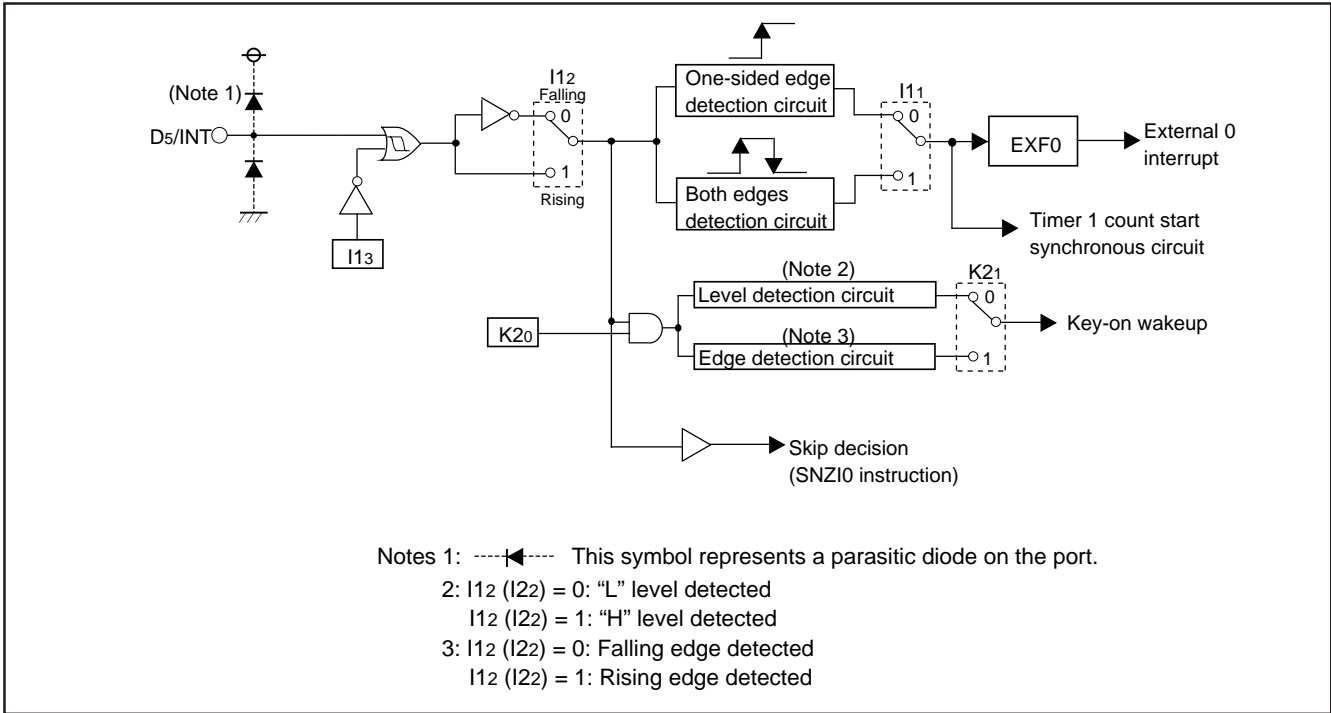 (Note 1)
D5/INT
I13
I12
Falling
0
1
Rising
One-sided edge
detection circuit
Both edges
detection circuit
I11
0
1
EXF0
External 0
interrupt
Timer 1 count start
synchronous circuit
K20
(Note 2)
Level detection circuit
(Note 3)
Edge detection circuit
K21
0
1
Key-on wakeup
Skip decision
(SNZI0 instruction)
Notes 1: This symbol represents a parasitic diode on the port.
2: I12 (I22) = 0: “L” level detected
I12 (I22) = 1: “H” level detected
3: I12 (I22) = 0: Falling edge detected
I12 (I22) = 1: Rising edge detected